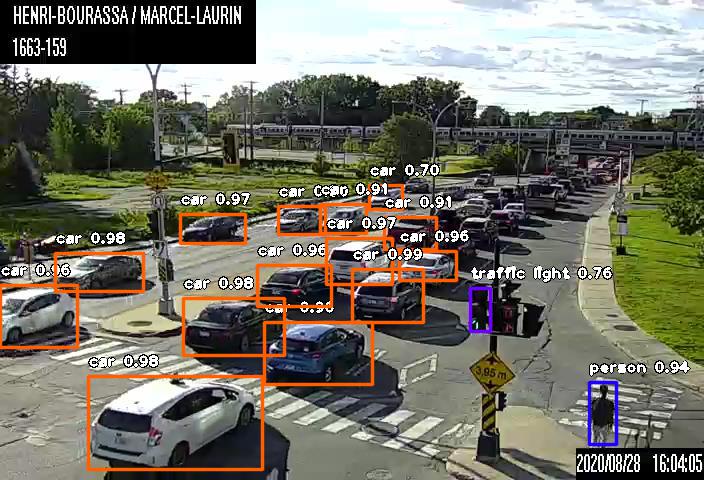 HENRI-BOURASSA / MARCEL-LAURIN
1663-159
car 0.70
car 0.91
car 0.97
car 0.91
car 0.97
car 0.96
car 0.98
car 0.96
car 0.99
car 0.96
traffic light 0.76
car 0.98
car 0.98
person 0.94
3,95 m
2020/08/28 16:04:05